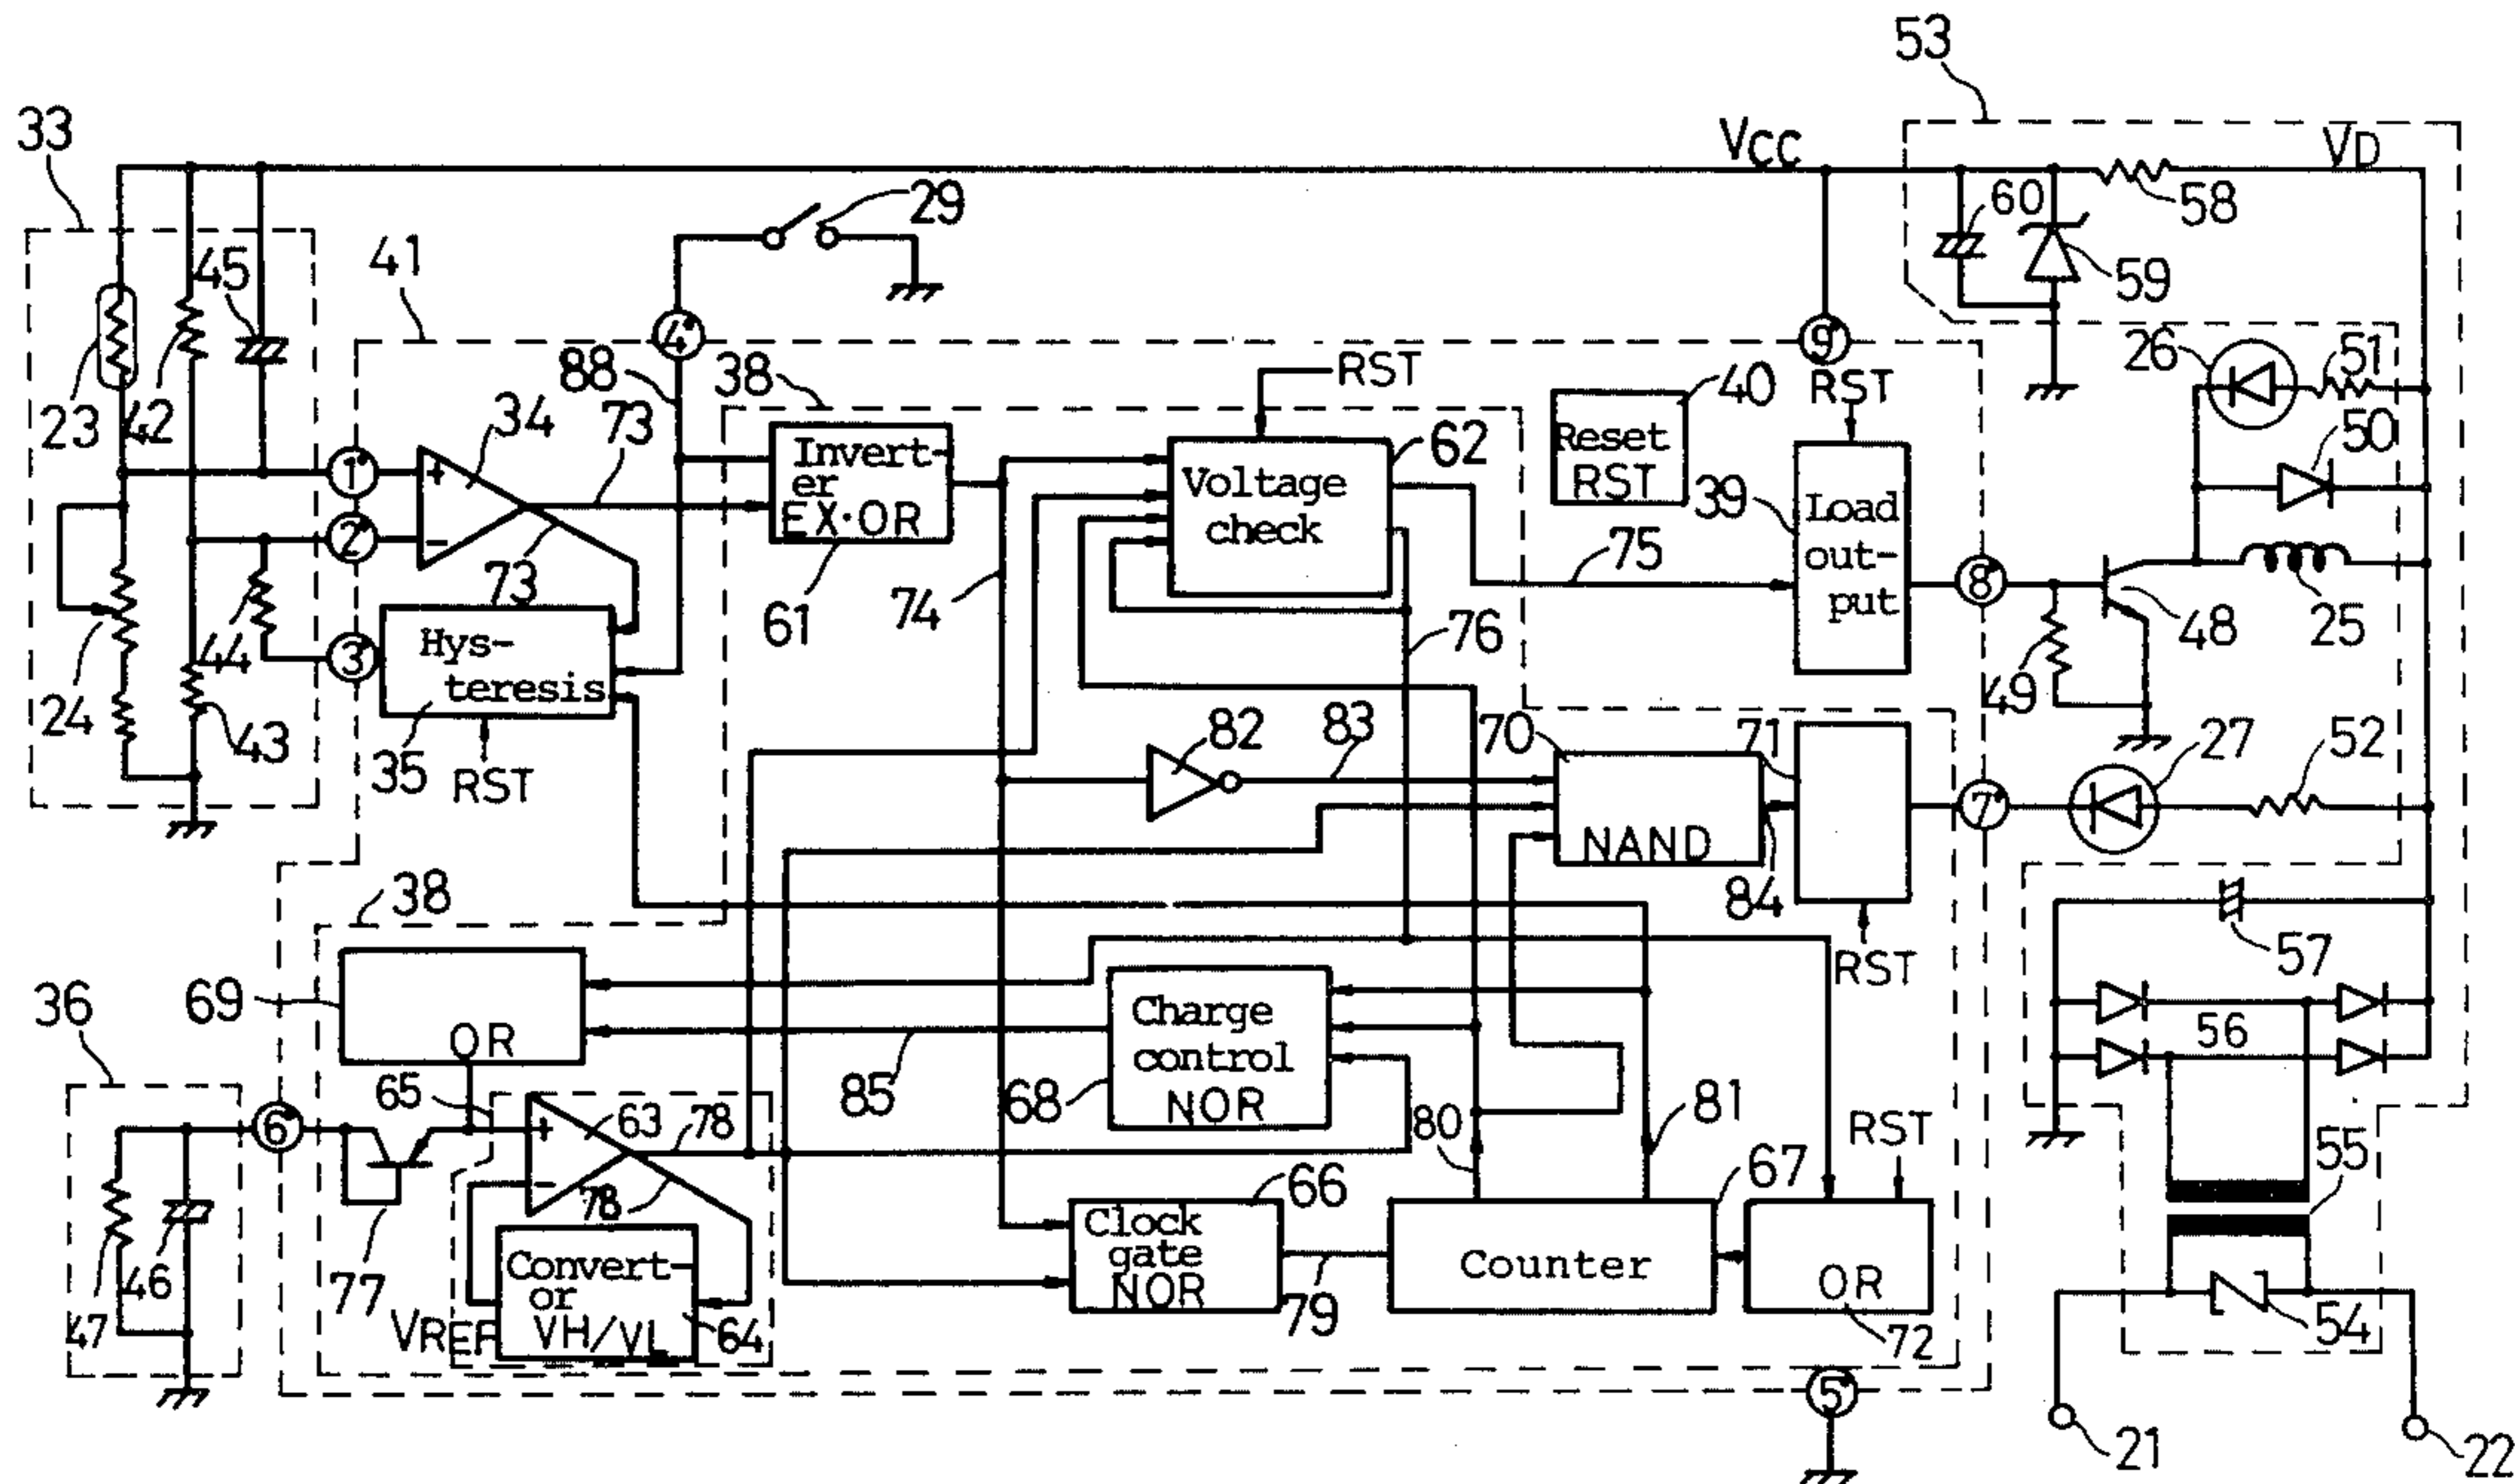 53
33
VCC
VD
29
60
58
45
41
59
4
9
26
51
88
38
RST
RST
40
23
42
34
73
Invert-
er
EX·OR
62
Reset
RST
50
1
Voltage
check
39
Load
out-
put
2
75
8
73
61
74
76
48
25
44
3
Hys-
teresis
49
24
43
35
RST
82
83
70
71
27
52
7
NAND
84
38
57
RST
36
69
OR
Charge
control
NOR
56
65
85
68
80
81
RST
6
63
78
66
67
55
78
Clock
gate
NOR
Counter
OR
47
46
77
VREF
Convert-
or
VH/VL
64
79
72
54
5
21
22